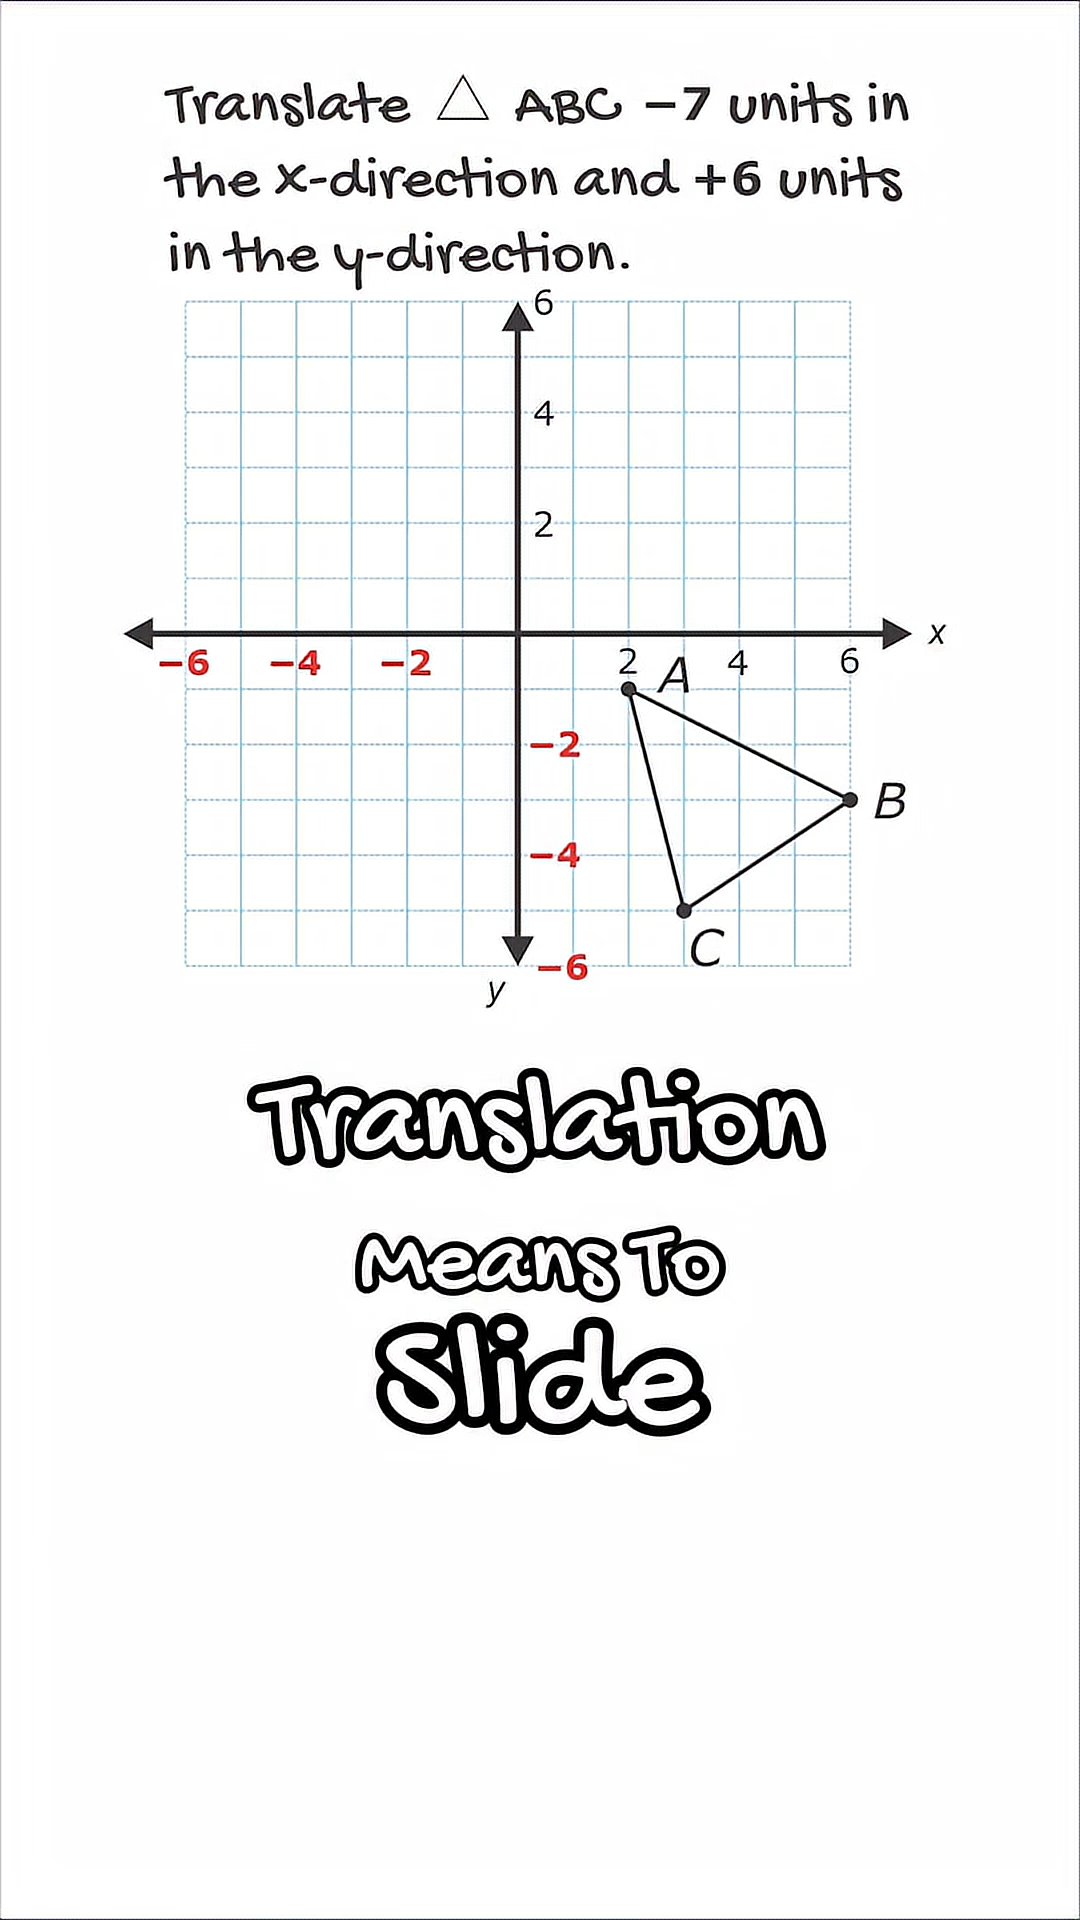 Translate △ ABC −7 units in
the x-direction and +6 units
in the y-direction.
6
4
2
x
−6 −4 −2 2 A 4 6
−2
B
−4
C
−6
y
Translation
Means To
Slide